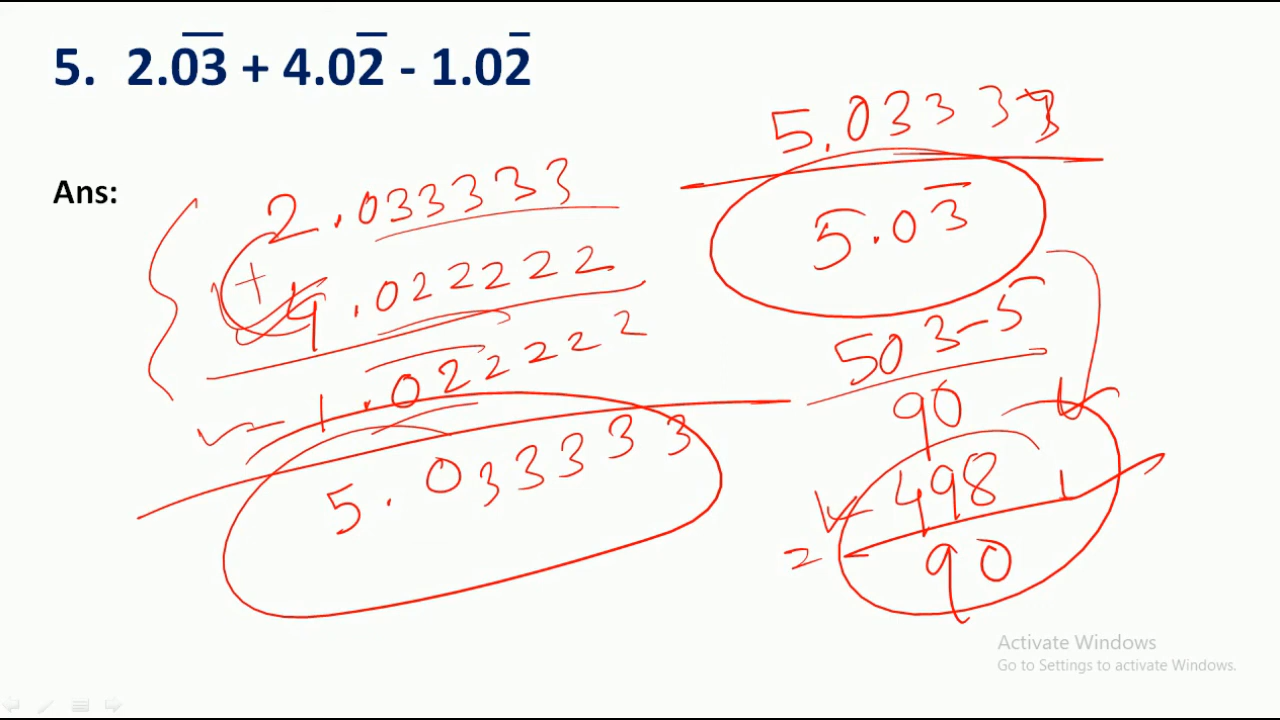 5. 2.0̅3̅ + 4.02̅ - 1.02̅
Ans:
2.033333
+ 4.022222
- 1.022222
5.033333
5.03333
5.03̅
503-5
90
= 498
90
Activate Windows
Go to Settings to activate Windows.